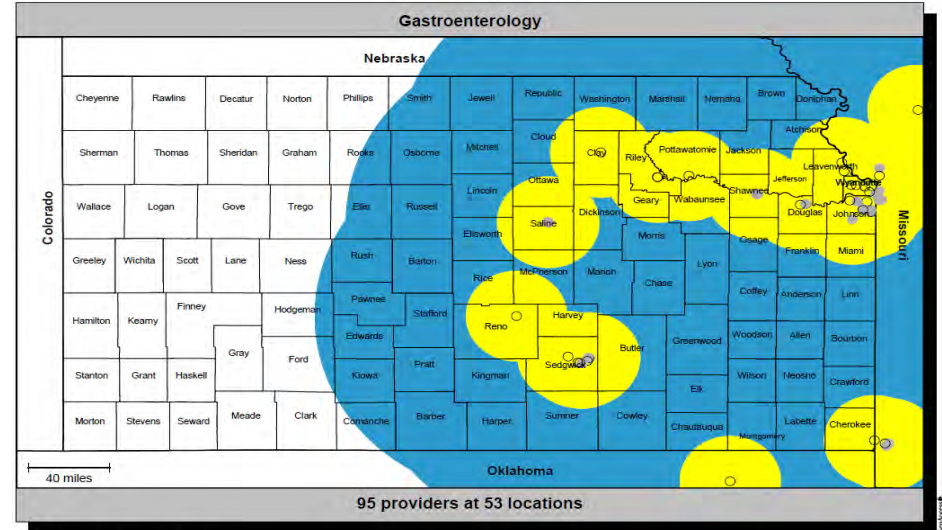 Gastroenterology
Nebraska
Cheyenne Rawlins Decatur Norton Phillips Smith Jewell Republic Washington Marshall Nemaha Brown Doniphan
Atchison
Sherman Thomas Sheridan Graham Rooks Osborne Mitchell Cloud Clay Riley Pottawatomie Jackson
Jefferson Leavenworth
Wyandotte
Wallace Logan Gove Trego Ellis Russell Lincoln Ottawa Saline Dickinson Geary Wabaunsee Shawnee Douglas Johnson
Colorado
Missouri
Greeley Wichita Scott Lane Ness Rush Barton Ellsworth McPherson Marion Morris Lyon Osage Franklin Miami
Rice Chase
Hamilton Kearny Finney Hodgeman Pawnee Stafford Reno Harvey Coffey Anderson Linn
Gray Ford Edwards Sedgwick Butler Greenwood Woodson Allen Bourbon
Stanton Grant Haskell Kiowa Pratt Kingman Elk Wilson Neosho Crawford
Morton Stevens Seward Meade Clark Comanche Barber Harper Sumner Cowley Chautauqua Montgomery Labette Cherokee
Oklahoma
40 miles
95 providers at 53 locations